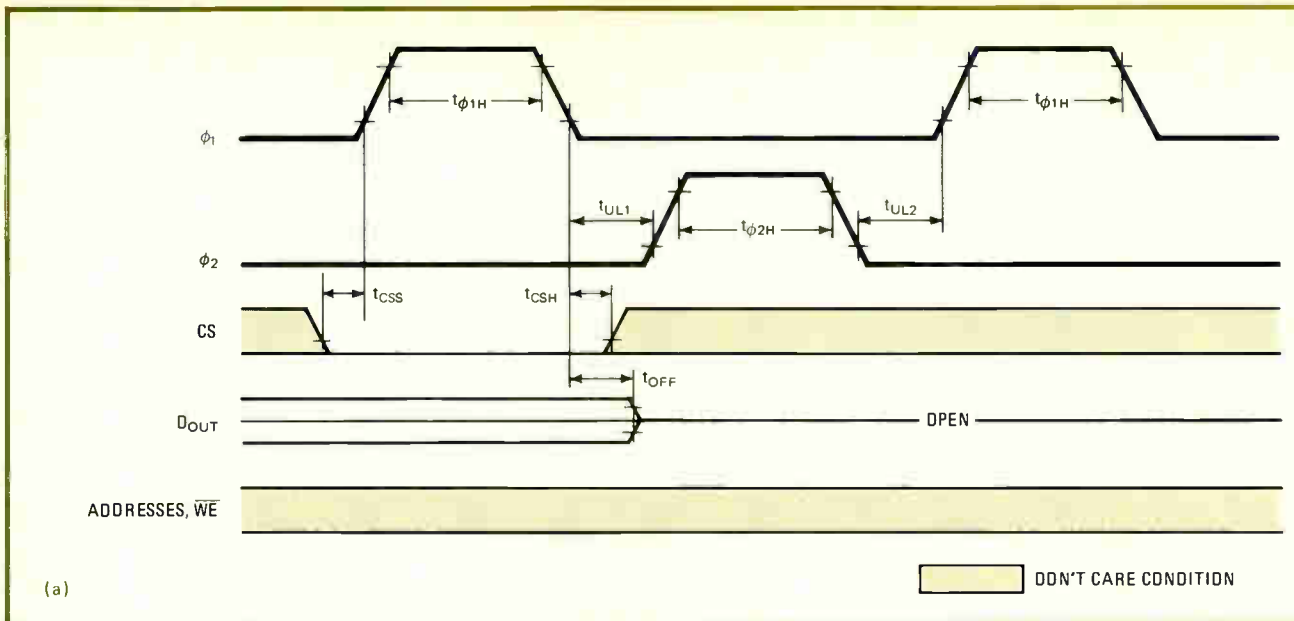 tϕ1H
tϕ1H
ϕ1
tUL1
tϕ2H
tUL2
ϕ2
tCSS
tCSH
CS
tOFF
DOUT
OPEN
ADDRESSES, W̅E̅
(a)
DON'T CARE CONDITION